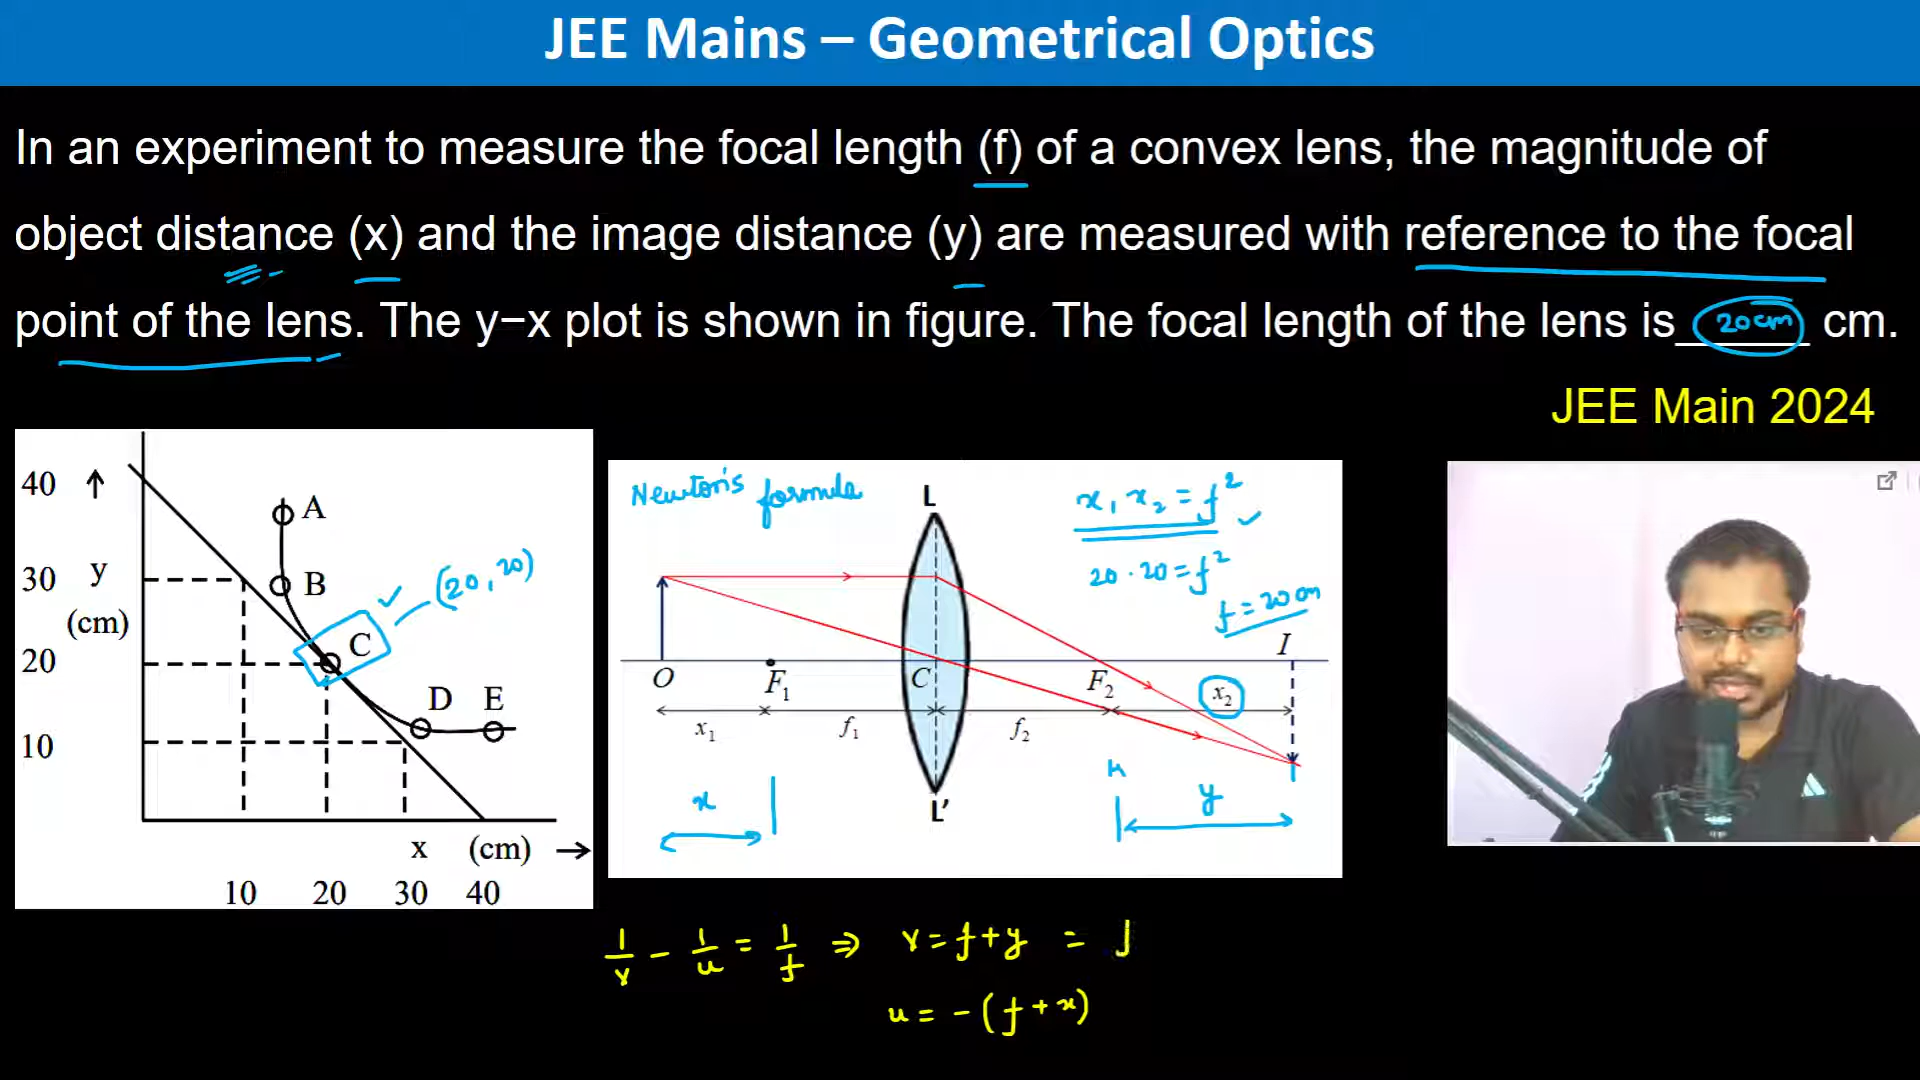 JEE Mains – Geometrical Optics
In an experiment to measure the focal length (f) of a convex lens, the magnitude of
object distance (x) and the image distance (y) are measured with reference to the focal
point of the lens. The y−x plot is shown in figure. The focal length of the lens is 20cm cm.
JEE Main 2024
40
A
30 y B
(cm)
(20, 20)
20 C
D E
10
x (cm)
10 20 30 40
Newton's formula
L
x₁ x₂ = f²
20 · 20 = f²
f = 20 cm
I
O F₁ C F₂ x₂
x₁ f₁ f₂
x y
L'
1/v − 1/u = 1/f ⇒ v = f + y = f
u = −(f + x)